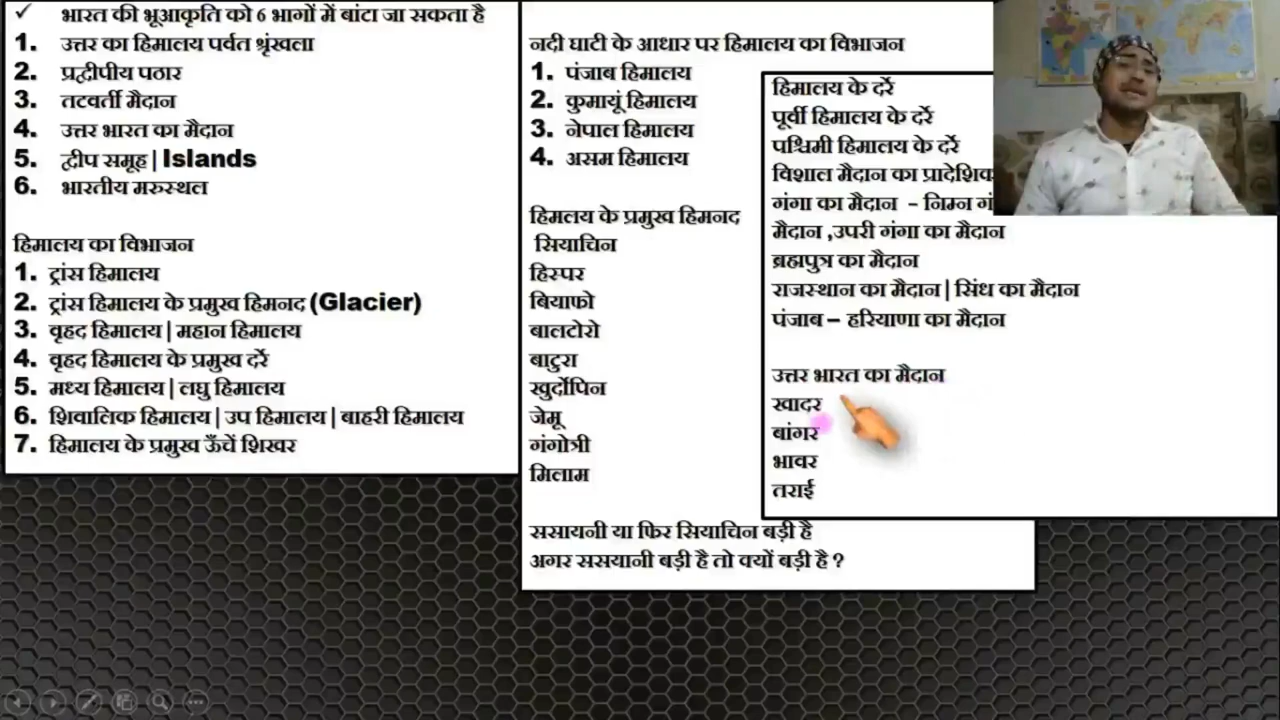 ✓ भारत की भूआकृति को 6 भागों में बांटा जा सकता है
1. उत्तर का हिमालय पर्वत श्रृंखला
2. प्रद्वीपीय पठार
3. तटवर्ती मैदान
4. उत्तर भारत का मैदान
5. द्वीप समूह | Islands
6. भारतीय मरुस्थल
हिमालय का विभाजन
1. ट्रांस हिमालय
2. ट्रांस हिमालय के प्रमुख हिमनद (Glacier)
3. वृहद हिमालय | महान हिमालय
4. वृहद हिमालय के प्रमुख दर्रे
5. मध्य हिमालय | लघु हिमालय
6. शिवालिक हिमालय | उप हिमालय | बाहरी हिमालय
7. हिमालय के प्रमुख ऊँचें शिखर
नदी घाटी के आधार पर हिमालय का विभाजन
1. पंजाब हिमालय
2. कुमायूं हिमालय
3. नेपाल हिमालय
4. असम हिमालय
हिमलय के प्रमुख हिमनद
सियाचिन
हिस्पर
बियाफो
बालटोरो
बाटुरा
खुर्दोपिन
जेमू
गंगोत्री
मिलाम
ससायनी या फिर सियाचिन बड़ी है
अगर ससयानी बड़ी है तो क्यों बड़ी है ?
हिमालय के दर्रे
पूर्वी हिमालय के दर्रे
पश्चिमी हिमालय के दर्रे
विशाल मैदान का
गंगा का मैदान - निम्न
मैदान ,उपरी गंगा का मैदान
ब्रह्मपुत्र का मैदान
राजस्थान का मैदान | सिंध का मैदान
पंजाब – हरियाणा का मैदान
उत्तर भारत का मैदान
खादर
बांगर
भावर
तराई